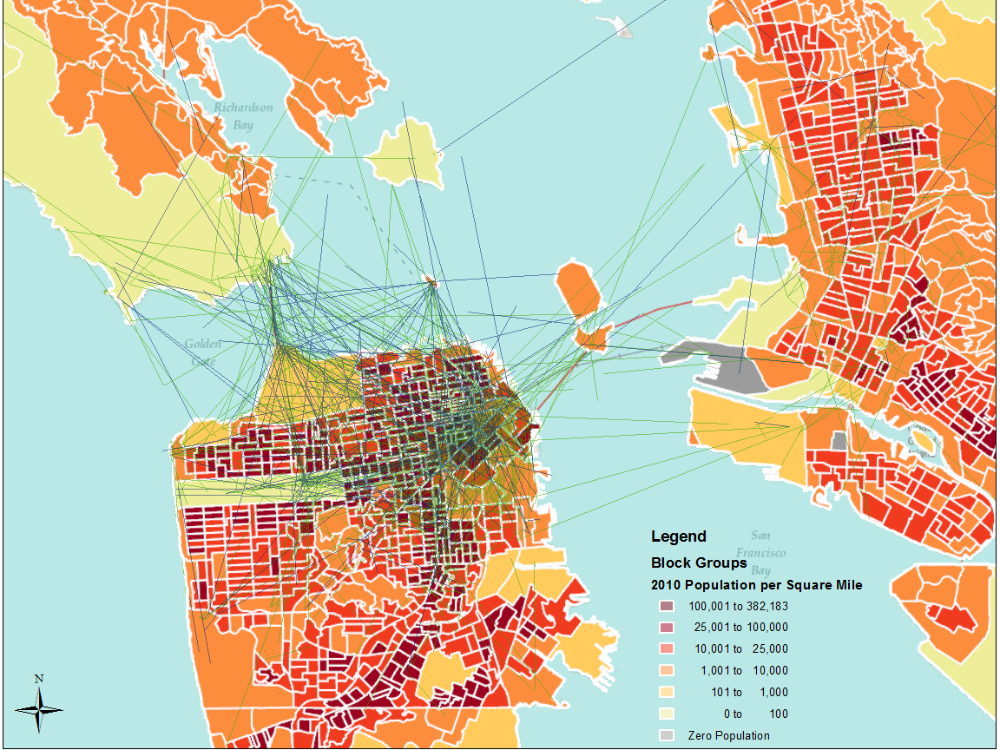 Richardson
Bay
Golden
Gate
San
Francisco
Bay
Legend
Block Groups
2010 Population per Square Mile
100,001 to 382,183
25,001 to 100,000
10,001 to 25,000
1,001 to 10,000
101 to 1,000
0 to 100
Zero Population
N